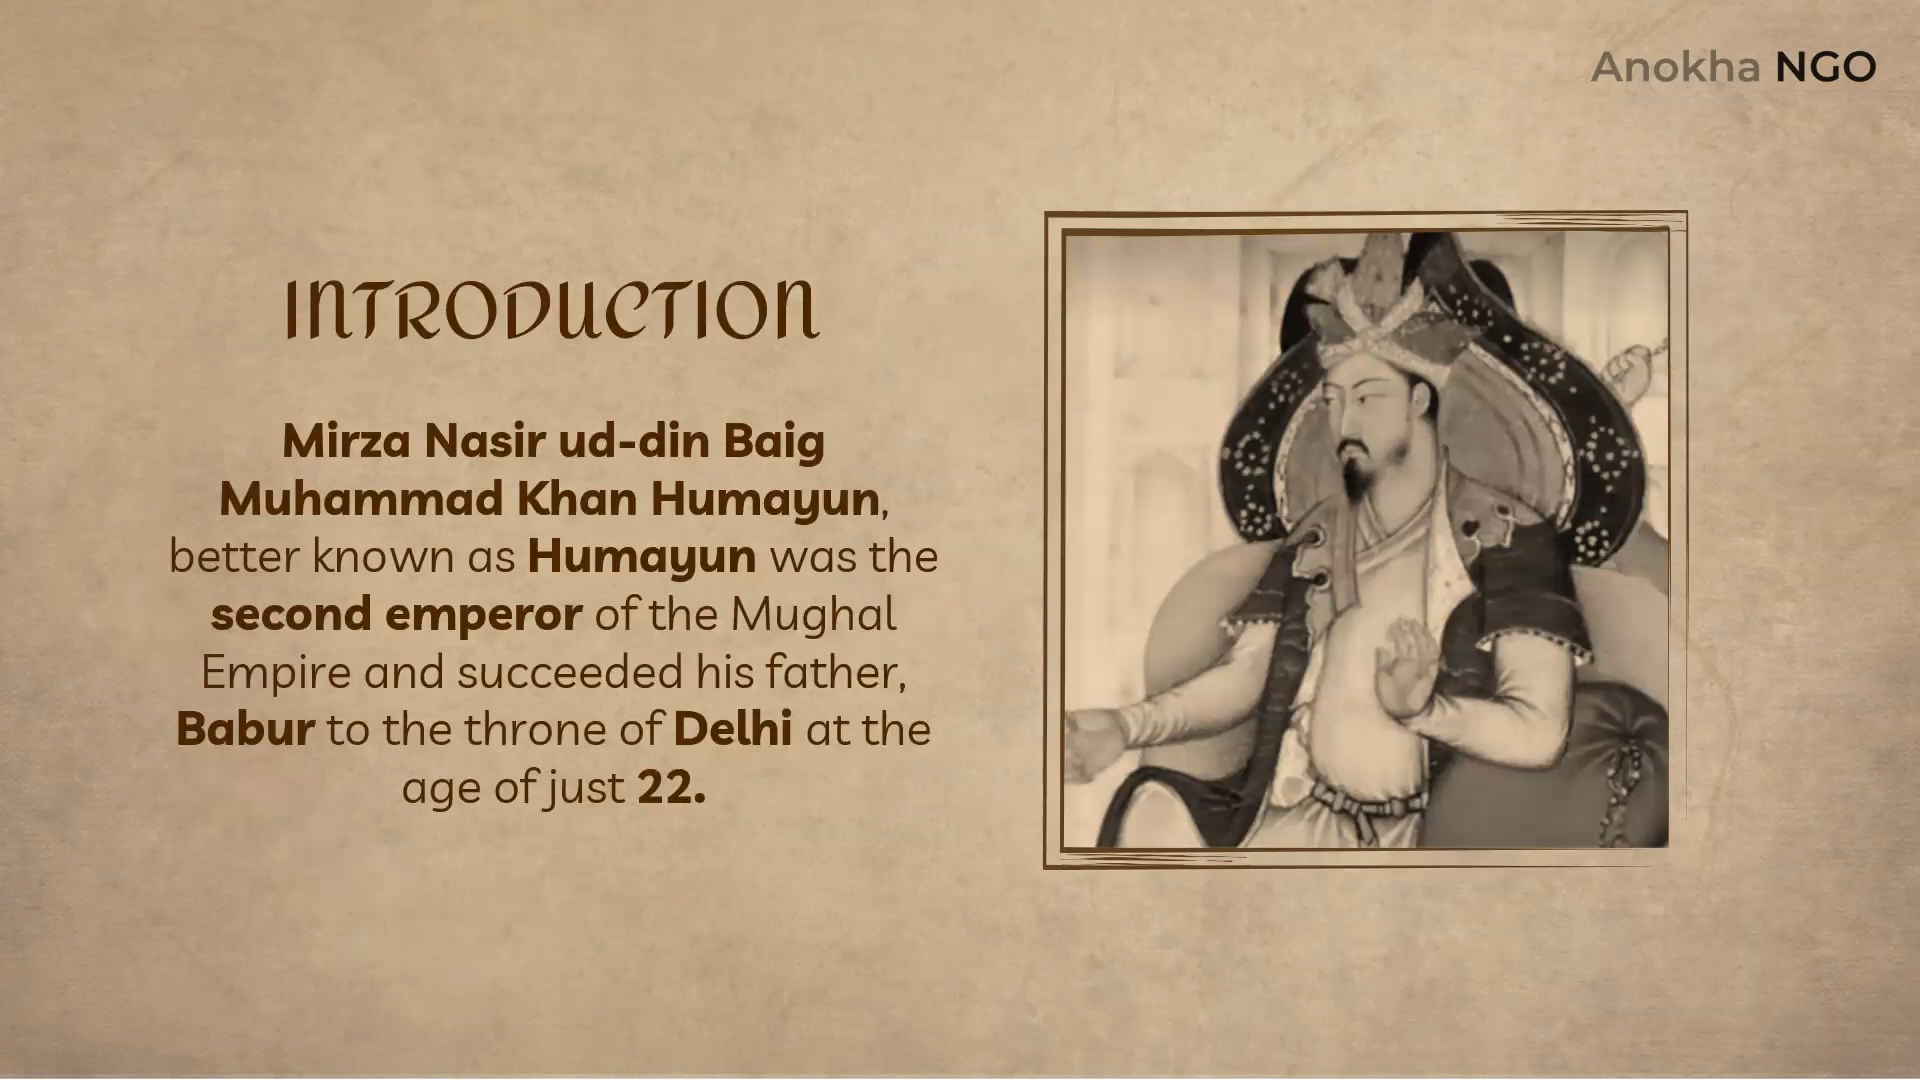 Anokha NGO
INTRODUCTION
Mirza Nasir ud-din Baig
Muhammad Khan Humayun,
better known as Humayun was the
second emperor of the Mughal
Empire and succeeded his father,
Babur to the throne of Delhi at the
age of just 22.